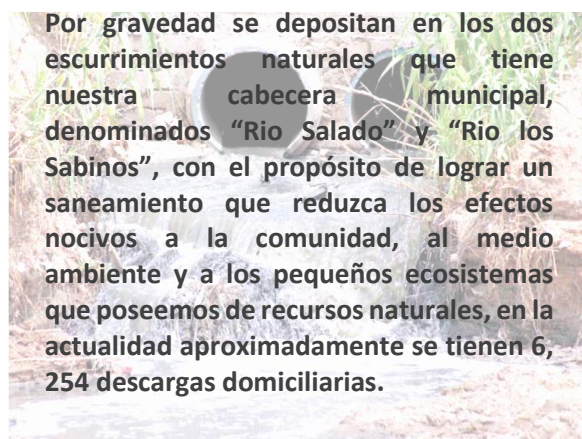 Por gravedad se depositan en los dos
escurrimientos naturales que tiene
nuestra cabecera municipal,
denominados “Rio Salado” y “Rio los
Sabinos”, con el propósito de lograr un
saneamiento que reduzca los efectos
nocivos a la comunidad, al medio
ambiente y a los pequeños ecosistemas
que poseemos de recursos naturales, en la
actualidad aproximadamente se tienen 6,
254 descargas domiciliarias.